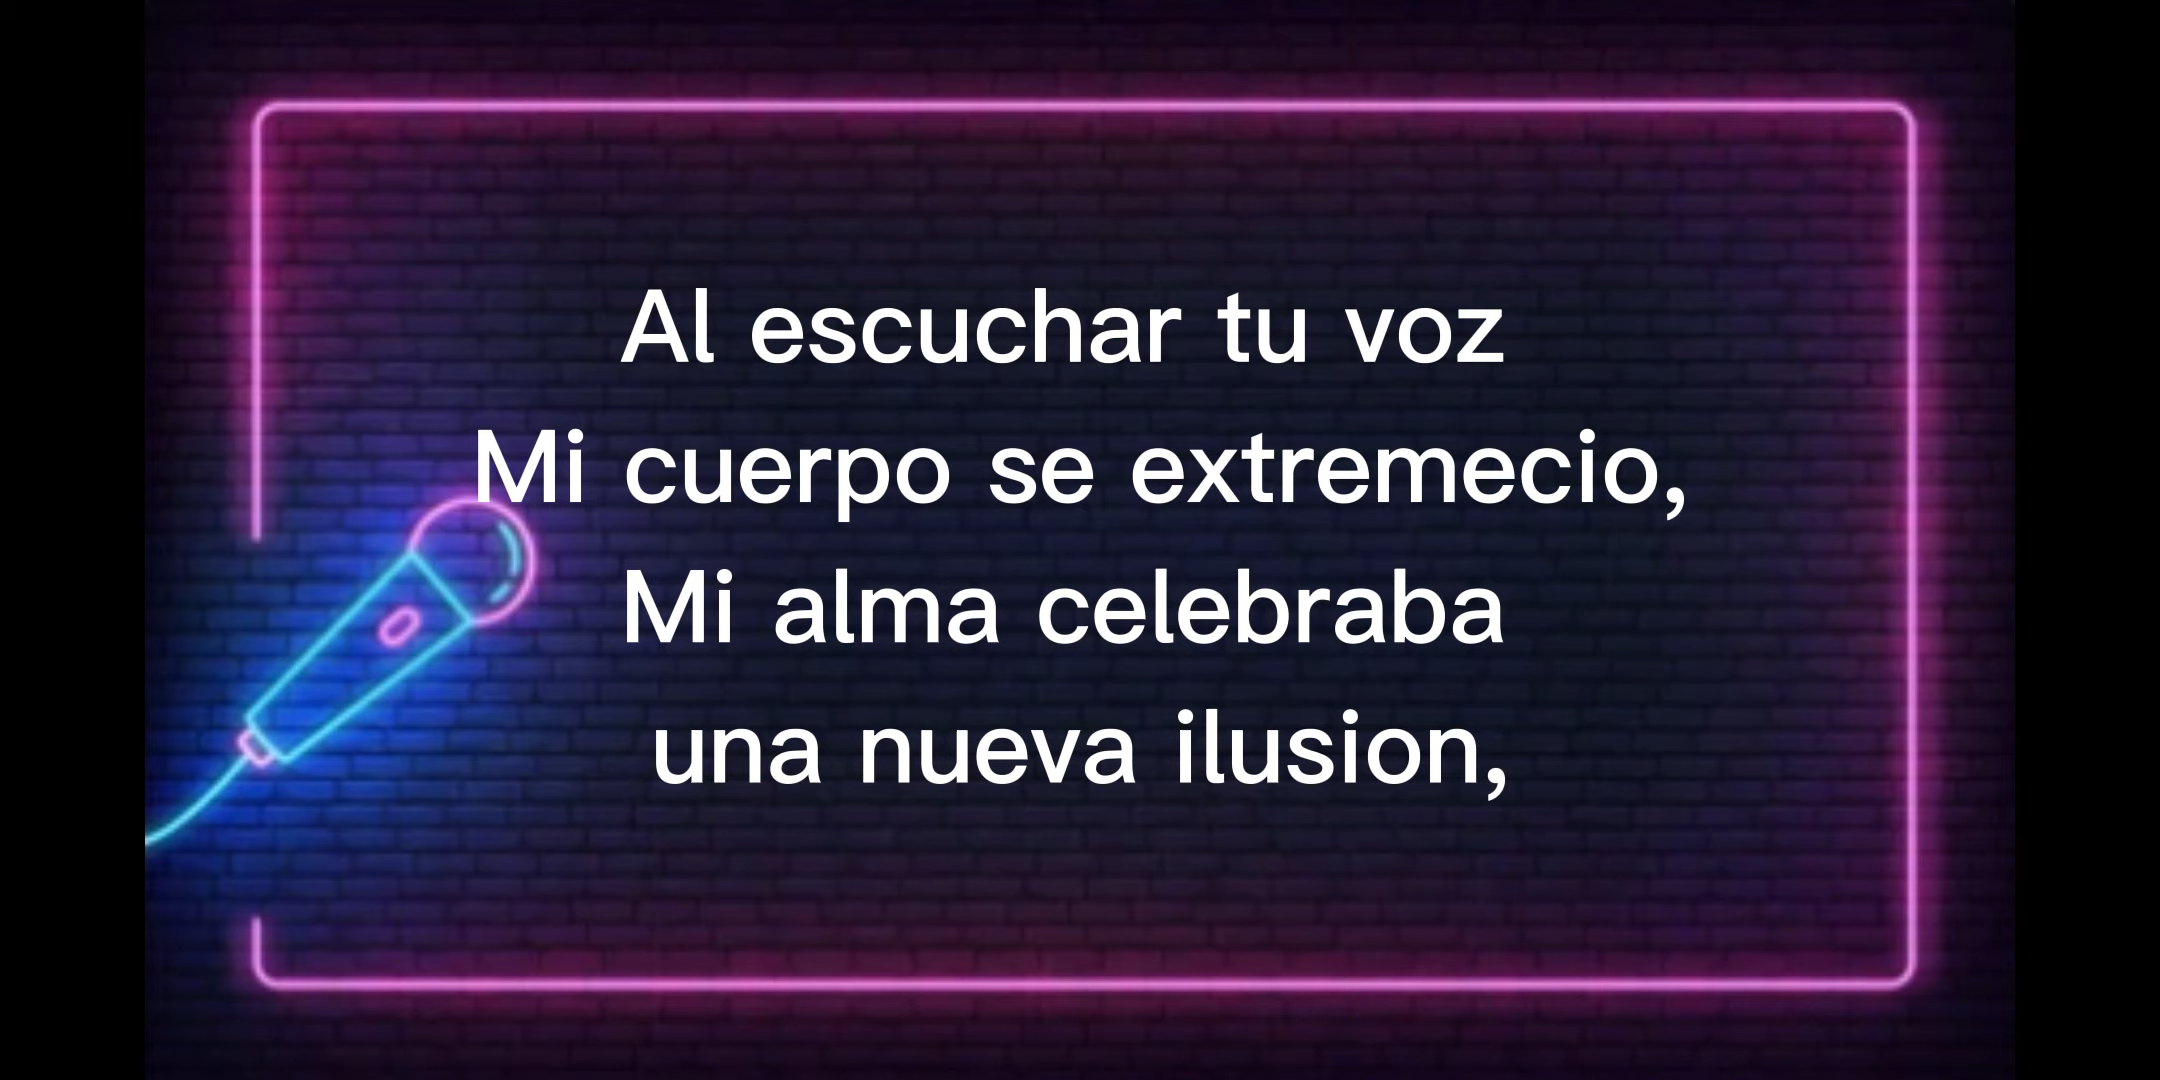 Al escuchar tu voz
Mi cuerpo se extremecio,
Mi alma celebraba
una nueva ilusion,